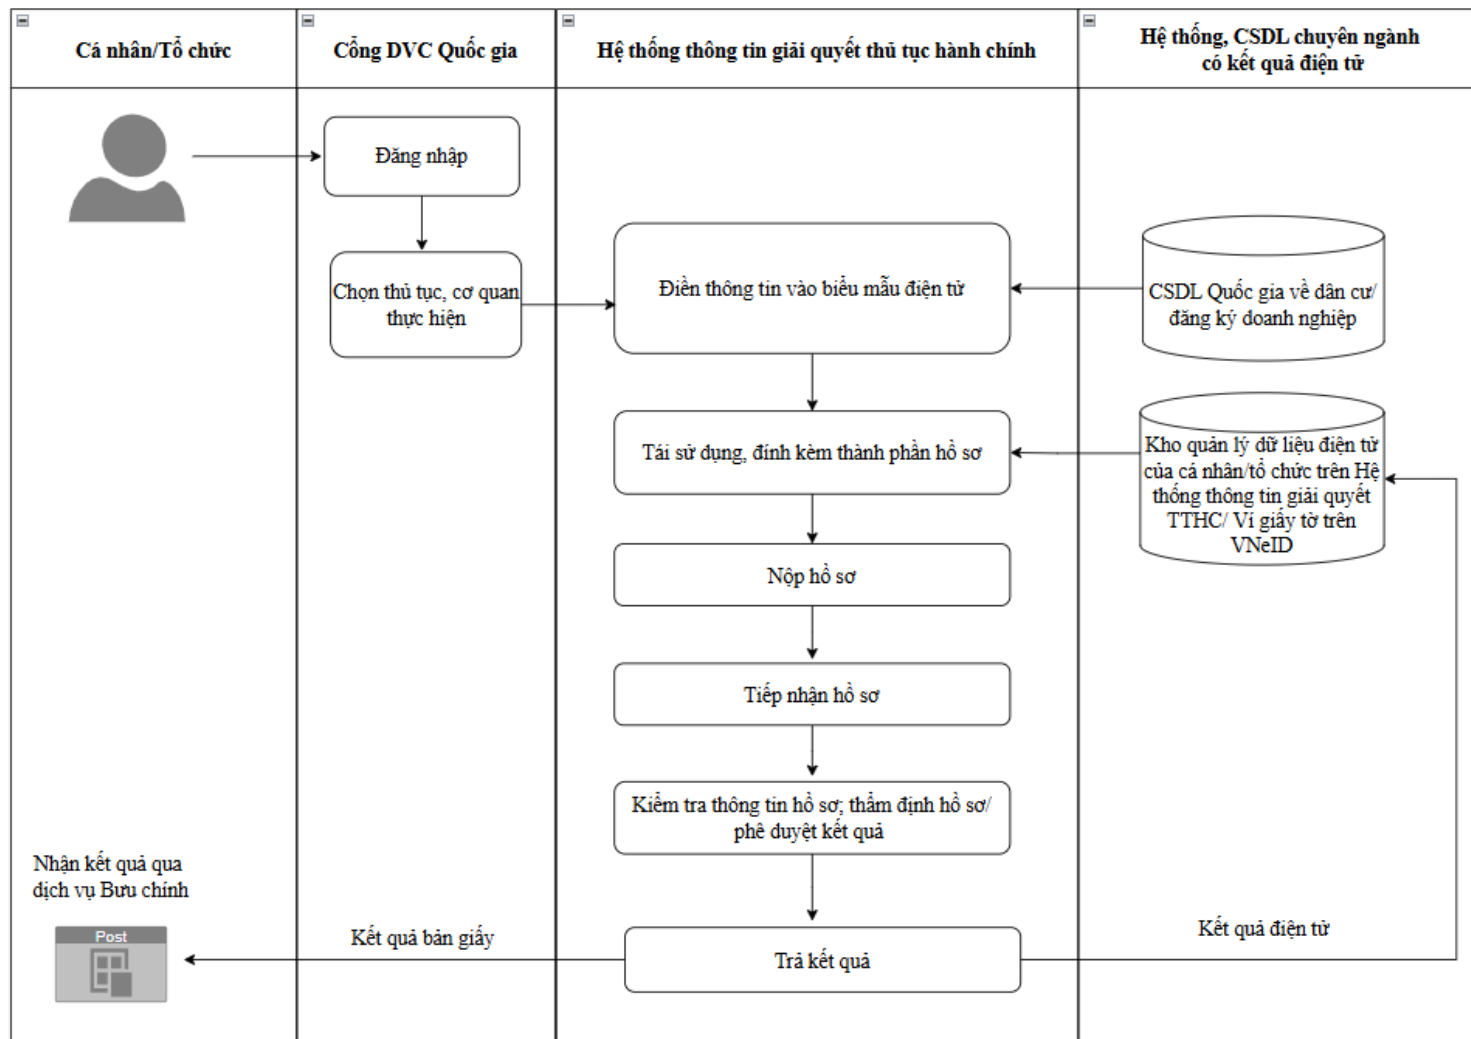 Cá nhân/Tổ chức
Cổng DVC Quốc gia
Hệ thống thông tin giải quyết thủ tục hành chính
Hệ thống, CSDL chuyên ngành
có kết quả điện tử
Đăng nhập
Chọn thủ tục, cơ quan
thực hiện
Điền thông tin vào biểu mẫu điện tử
CSDL Quốc gia về dân cư/
đăng ký doanh nghiệp
Tái sử dụng, đính kèm thành phần hồ sơ
Kho quản lý dữ liệu điện tử
của cá nhân/tổ chức trên Hệ
thống thông tin giải quyết
TTHC/ Ví giấy tờ trên
VNeID
Nộp hồ sơ
Tiếp nhận hồ sơ
Kiểm tra thông tin hồ sơ; thẩm định hồ sơ/
phê duyệt kết quả
Nhận kết quả qua
dịch vụ Bưu chính
Post
Kết quả bản giấy
Trả kết quả
Kết quả điện tử